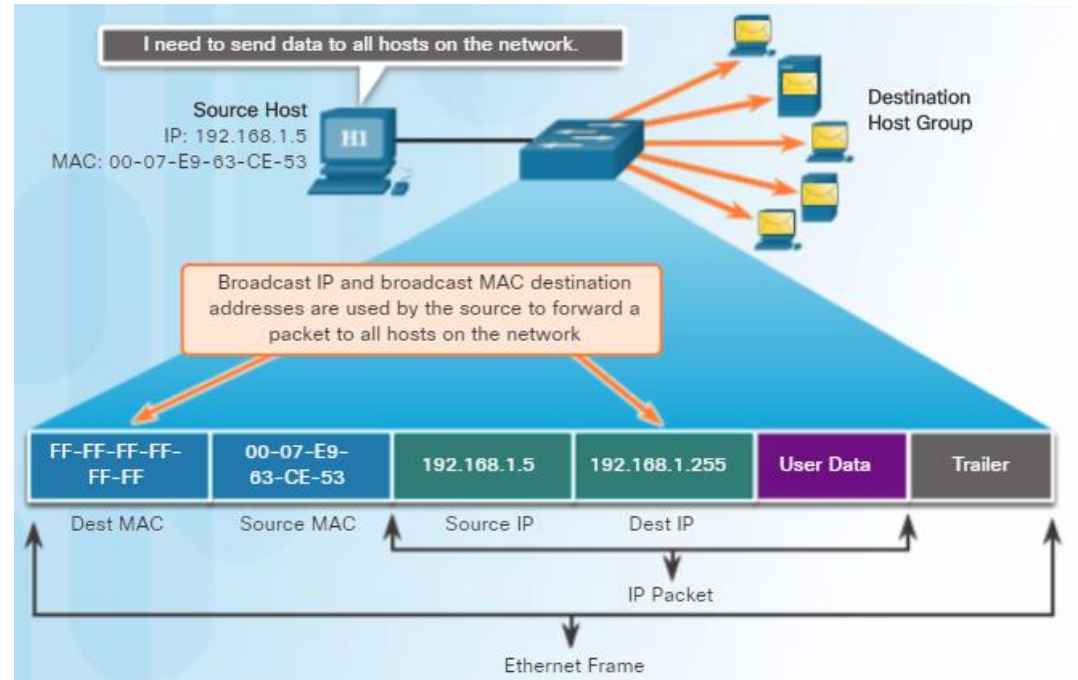 I need to send data to all hosts on the network.
Source Host
IP: 192.168.1.5
MAC: 00-07-E9-63-CE-53
H1
Destination
Host Group
Broadcast IP and broadcast MAC destination
addresses are used by the source to forward a
packet to all hosts on the network
FF-FF-FF-FF-
FF-FF
00-07-E9-
63-CE-53
192.168.1.5
192.168.1.255
User Data
Trailer
Dest MAC
Source MAC
Source IP
Dest IP
IP Packet
Ethernet Frame